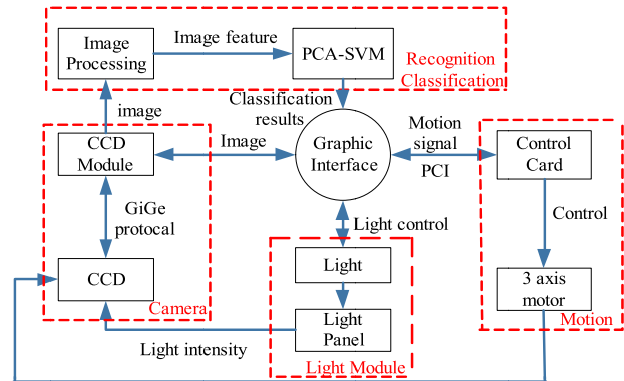 Image
Processing
Image feature
PCA-SVM
Recognition
Classification
image
Classification
results
CCD
Module
Image
Graphic
Interface
Motion
signal
PCI
Control
Card
GiGe
protocal
Control
Light control
CCD
Camera
Light
3 axis
motor
Motion
Light
Panel
Light intensity
Light Module